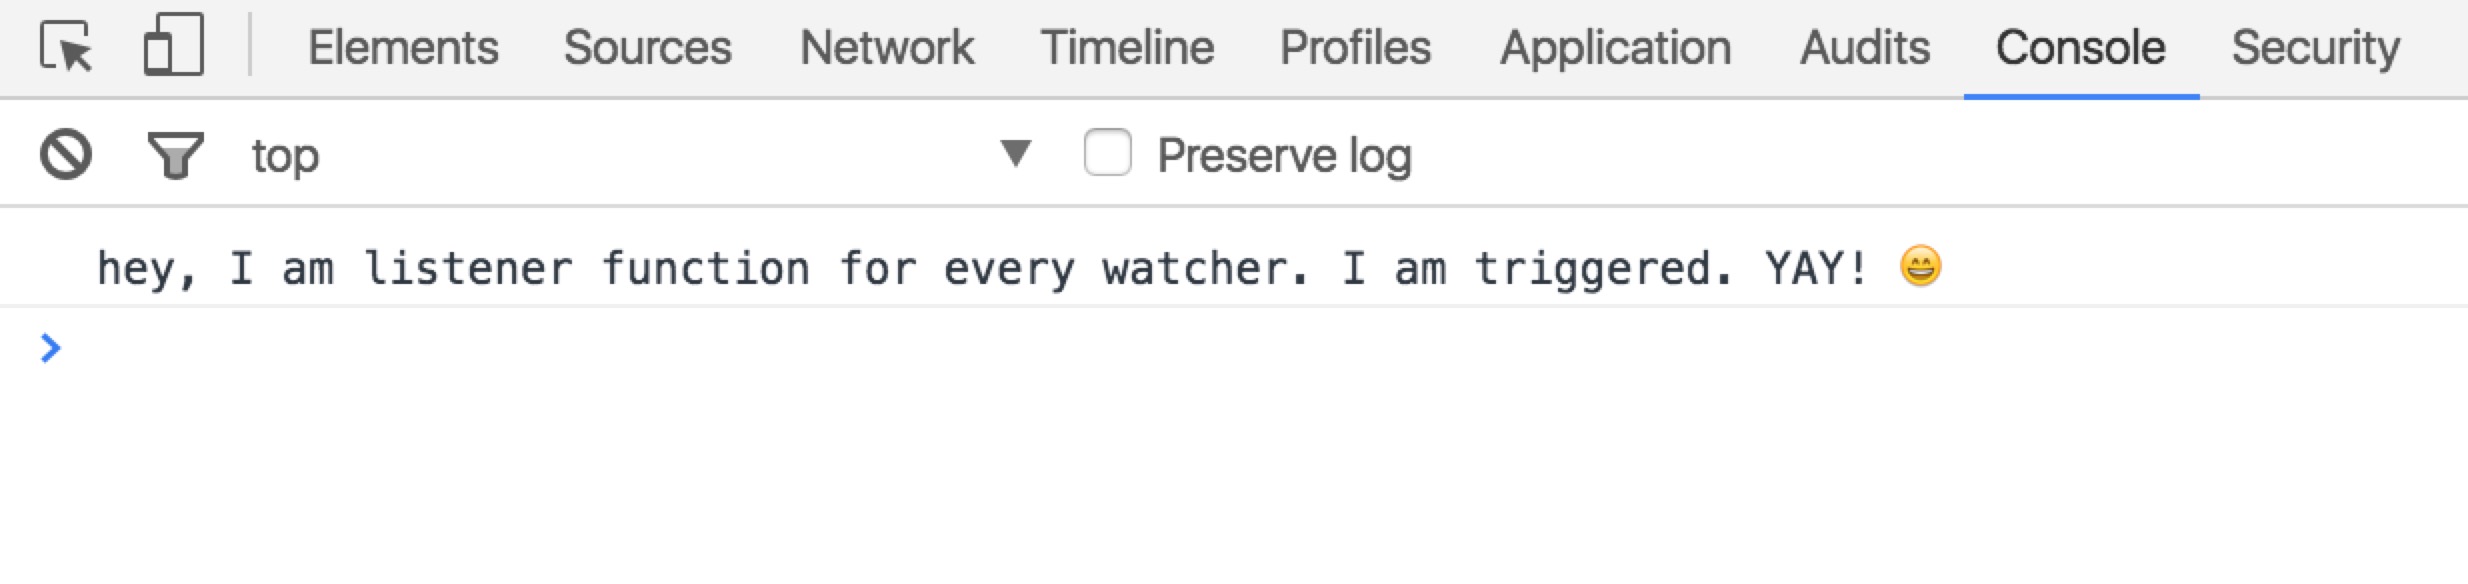 Elements Sources Network Timeline Profiles Application Audits Console Security
top Preserve log
hey, I am listener function for every watcher. I am triggered. YAY! 😄